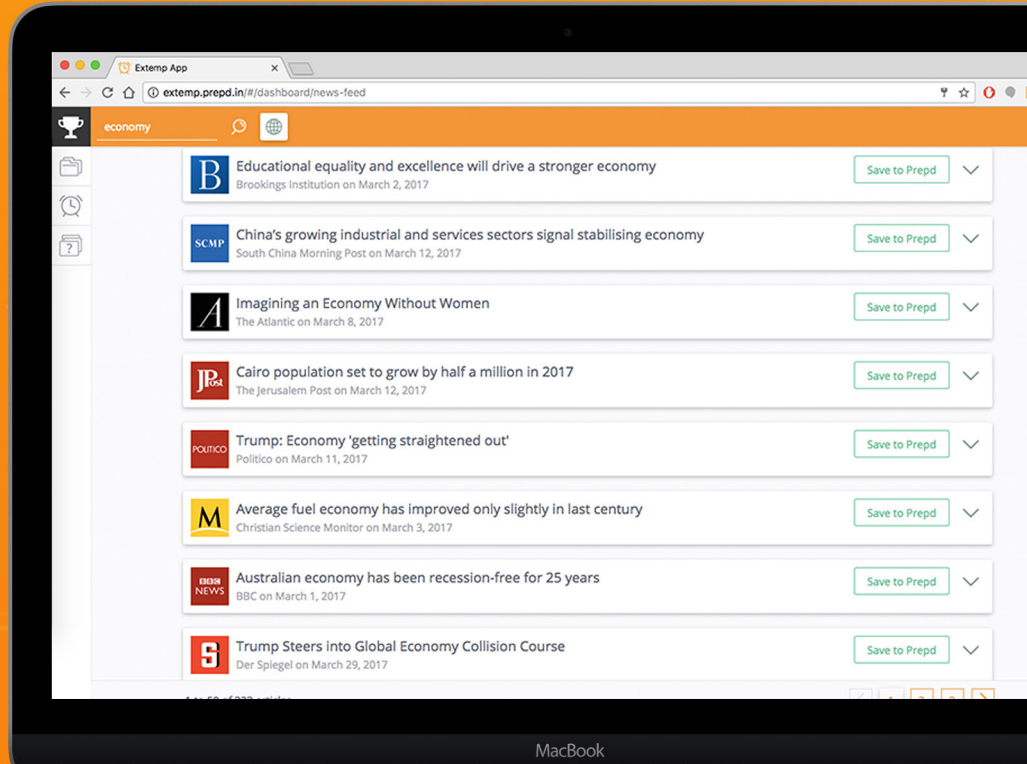 Extemp App
extemp.prepd.in/#/dashboard/news-feed
economy
B
Educational equality and excellence will drive a stronger economy
Brookings Institution on March 2, 2017
Save to Prepd
SCMP
China's growing industrial and services sectors signal stabilising economy
South China Morning Post on March 12, 2017
Save to Prepd
A
Imagining an Economy Without Women
The Atlantic on March 8, 2017
Save to Prepd
JPost
Cairo population set to grow by half a million in 2017
The Jerusalem Post on March 12, 2017
Save to Prepd
POLITICO
Trump: Economy 'getting straightened out'
Politico on March 11, 2017
Save to Prepd
M
Average fuel economy has improved only slightly in last century
Christian Science Monitor on March 3, 2017
Save to Prepd
BBC
NEWS
Australian economy has been recession-free for 25 years
BBC on March 1, 2017
Save to Prepd
S
Trump Steers into Global Economy Collision Course
Der Spiegel on March 29, 2017
Save to Prepd
MacBook